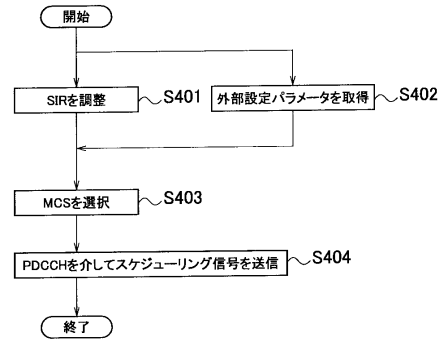 開始
SIRを調整
S401
外部設定パラメータを取得
S402
MCSを選択
S403
PDCCHを介してスケジューリング信号を送信
S404
終了